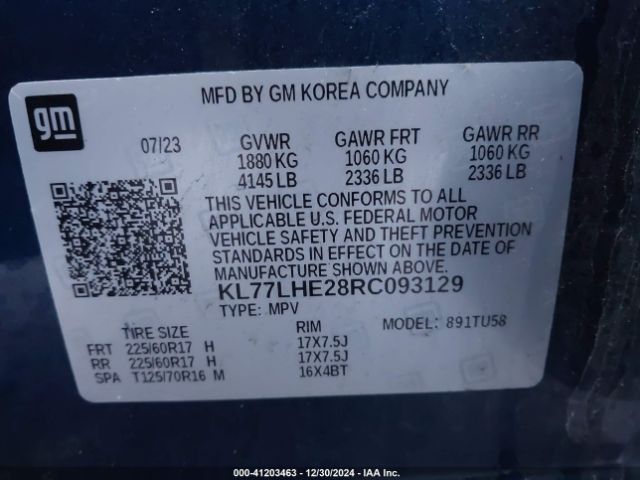 gm
MFD BY GM KOREA COMPANY
07/23 GVWR GAWR FRT GAWR RR
1880 KG 1060 KG 1060 KG
4145 LB 2336 LB 2336 LB
THIS VEHICLE CONFORMS TO ALL
APPLICABLE U.S. FEDERAL MOTOR
VEHICLE SAFETY AND THEFT PREVENTION
STANDARDS IN EFFECT ON THE DATE OF
MANUFACTURE SHOWN ABOVE.
KL77LHE28RC093129
TYPE: MPV
MODEL: 891TU58
TIRE SIZE RIM
FRT 225/60R17 H 17X7.5J
RR 225/60R17 H 17X7.5J
SPA T125/70R16 M 16X4BT
000-41203463 - 12/30/2024 - IAA Inc.